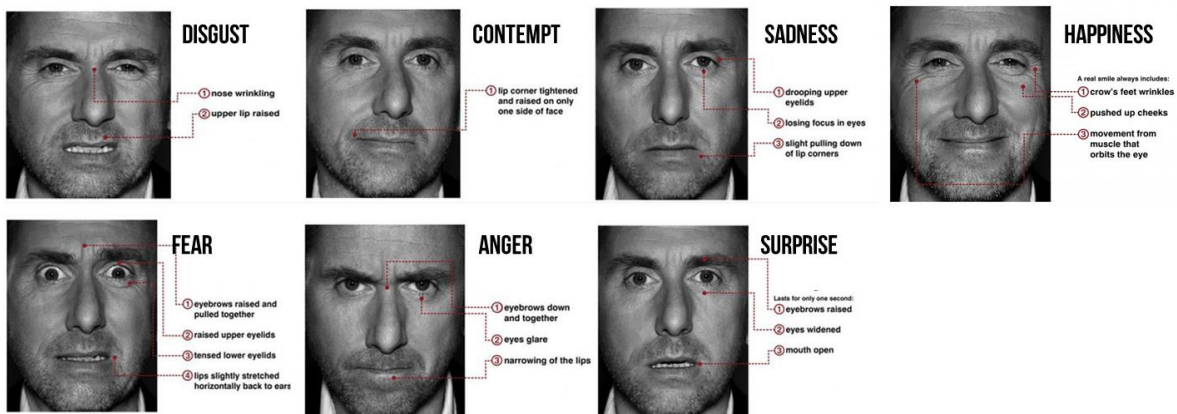 DISGUST
1 nose wrinkling
2 upper lip raised
CONTEMPT
1 lip corner tightened
and raised on only
one side of face
SADNESS
1 drooping upper
eyelids
2 losing focus in eyes
3 slight pulling down
of lip corners
HAPPINESS
A real smile always includes:
1 crow's feet wrinkles
2 pushed up cheeks
3 movement from
muscle that
orbits the eye
FEAR
1 eyebrows raised and
pulled together
2 raised upper eyelids
3 tensed lower eyelids
4 lips slightly stretched
horizontally back to ears
ANGER
1 eyebrows down
and together
2 eyes glare
3 narrowing of the lips
SURPRISE
Lasts for only one second:
1 eyebrows raised
2 eyes widened
3 mouth open